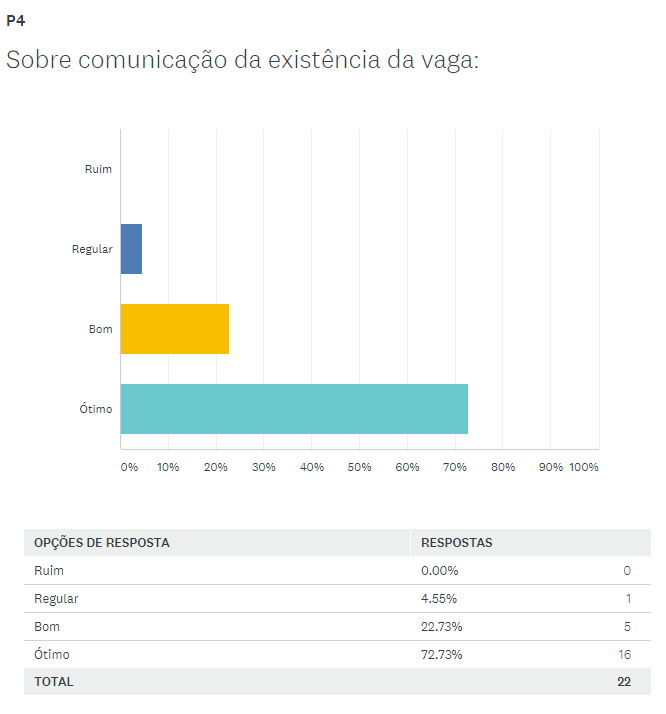 P4
Sobre comunicação da existência da vaga:
Ruim
Regular
Bom
Ótimo
0% 10% 20% 30% 40% 50% 60% 70% 80% 90% 100%
OPÇÕES DE RESPOSTA RESPOSTAS
Ruim 0.00% 0
Regular 4.55% 1
Bom 22.73% 5
Ótimo 72.73% 16
TOTAL 22